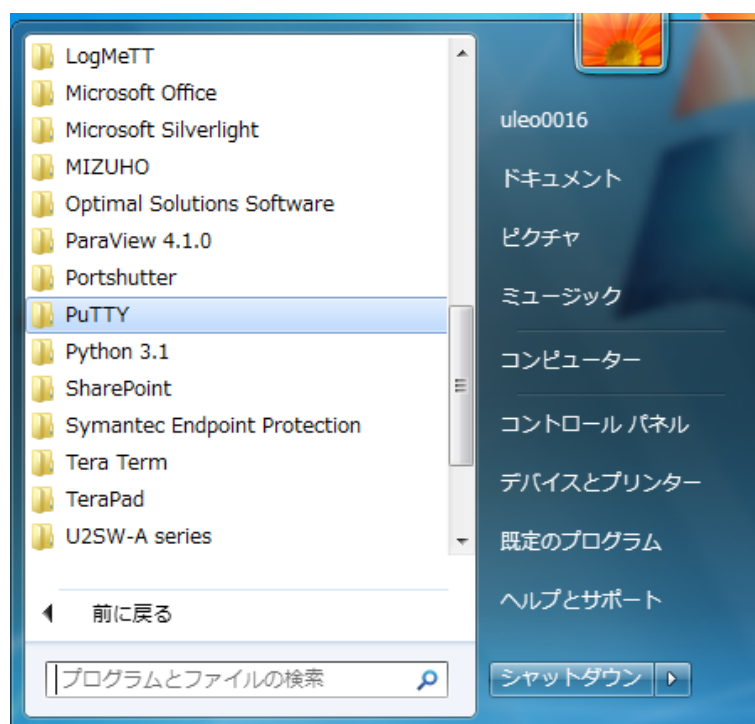 LogMeTT
Microsoft Office
Microsoft Silverlight
MIZUHO
Optimal Solutions Software
ParaView 4.1.0
Portshutter
PuTTY
Python 3.1
SharePoint
Symantec Endpoint Protection
Tera Term
TeraPad
U2SW-A series
前に戻る
プログラムとファイルの検索
uleo0016
ドキュメント
ピクチャ
ミュージック
コンピューター
コントロール パネル
デバイスとプリンター
既定のプログラム
ヘルプとサポート
シャットダウン